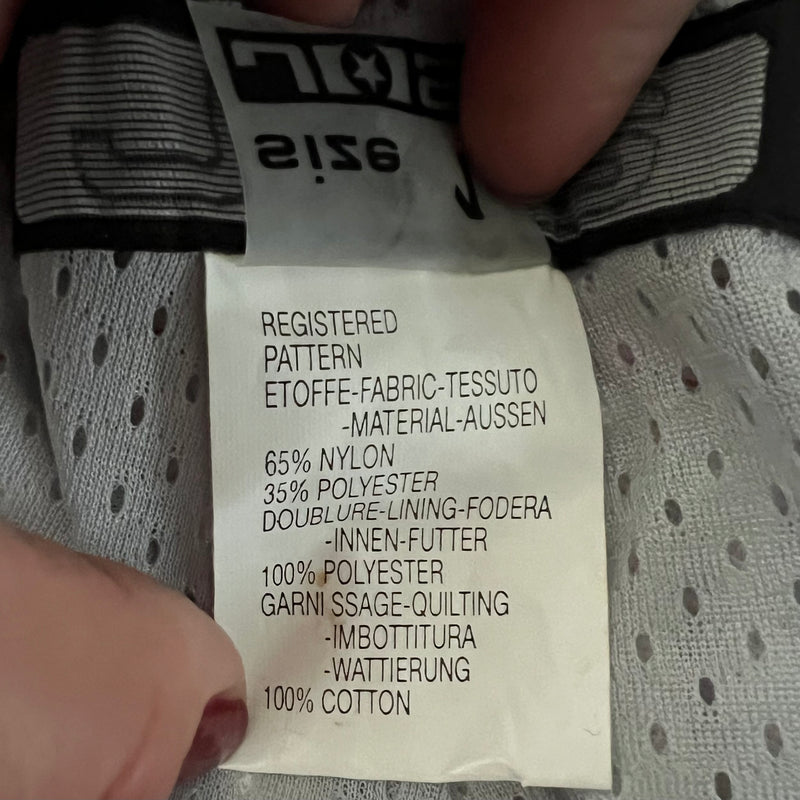 size
1
REGISTERED
PATTERN
ETOFFE-FABRIC-TESSUTO
-MATERIAL-AUSSEN
65% NYLON
35% POLYESTER
DOUBLURE-LINING-FODERA
-INNEN-FUTTER
100% POLYESTER
GARNI SSAGE-QUILTING
-IMBOTTITURA
-WATTIERUNG
100% COTTON